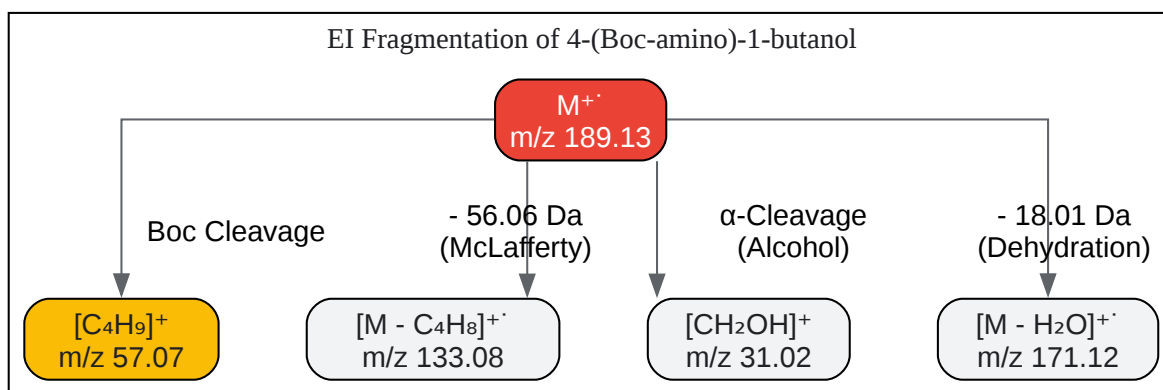 EI Fragmentation of 4-(Boc-amino)-1-butanol
M⁺˙
m/z 189.13
Boc Cleavage
- 56.06 Da
(McLafferty)
α-Cleavage
(Alcohol)
- 18.01 Da
(Dehydration)
[C₄H₉]⁺
m/z 57.07
[M - C₄H₈]⁺˙
m/z 133.08
[CH₂OH]⁺
m/z 31.02
[M - H₂O]⁺˙
m/z 171.12